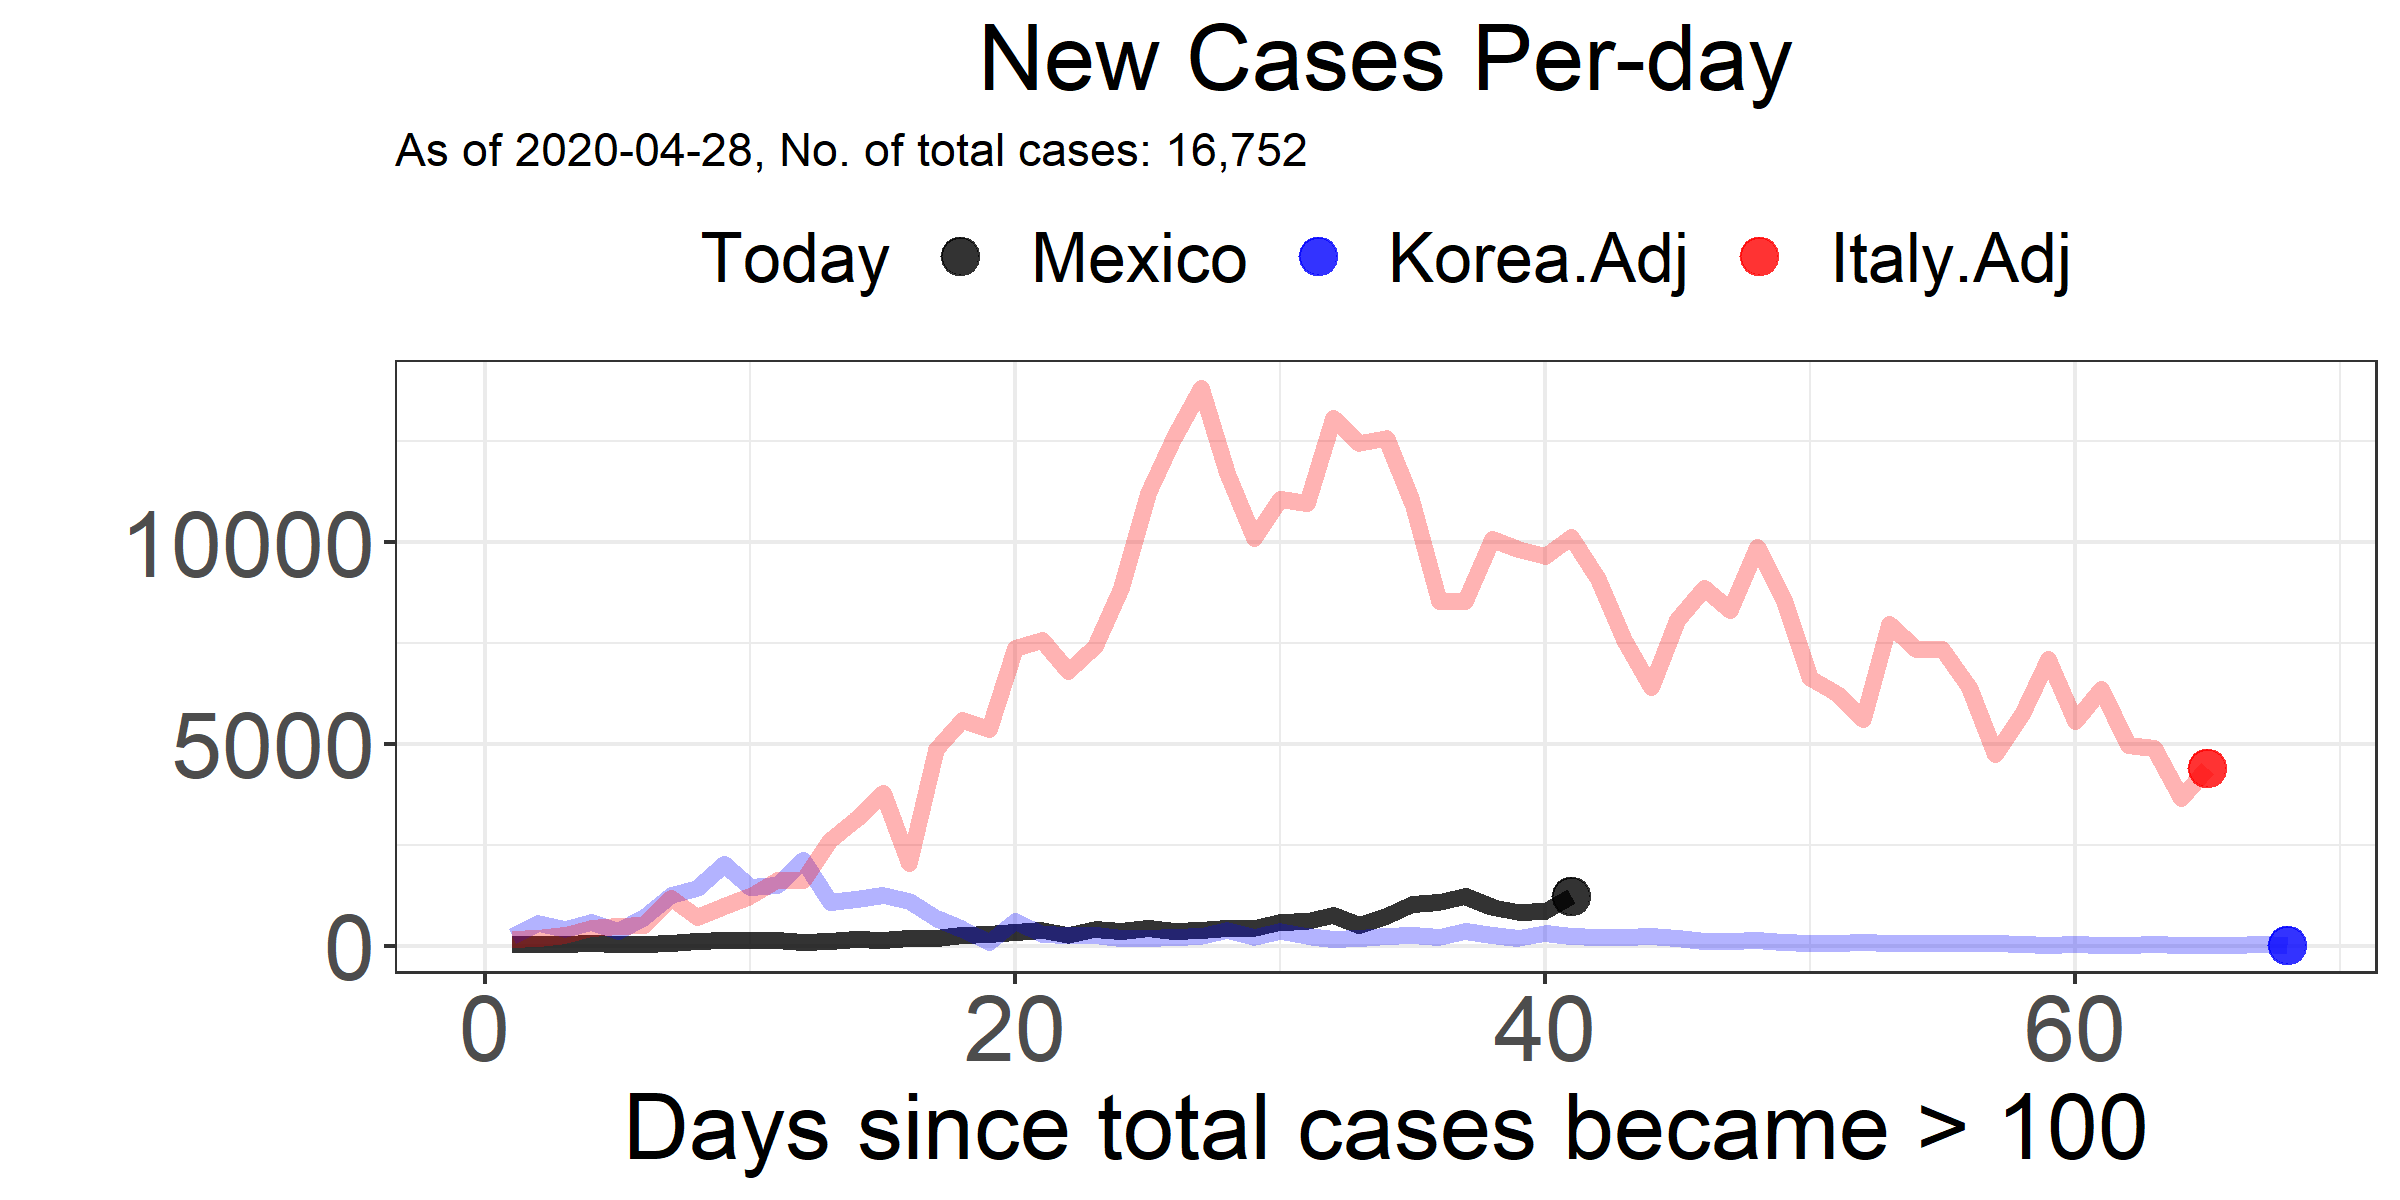 New Cases Per-day
As of 2020-04-28, No. of total cases: 16,752
Today Mexico Korea.Adj Italy.Adj
10000
5000
0
0 20 40 60
Days since total cases became > 100